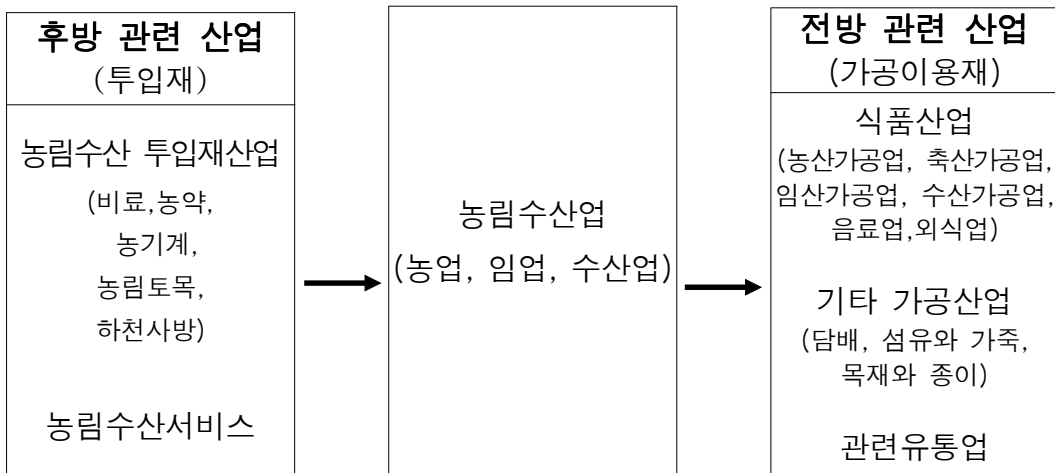 후방 관련 산업
(투입재)
농림수산 투입재산업
(비료,농약,
농기계,
농림토목,
하천사방)
농림수산서비스
농림수산업
(농업, 임업, 수산업)
전방 관련 산업
(가공이용재)
식품산업
(농산가공업, 축산가공업,
임산가공업, 수산가공업,
음료업,외식업)
기타 가공산업
(담배, 섬유와 가죽,
목재와 종이)
관련유통업